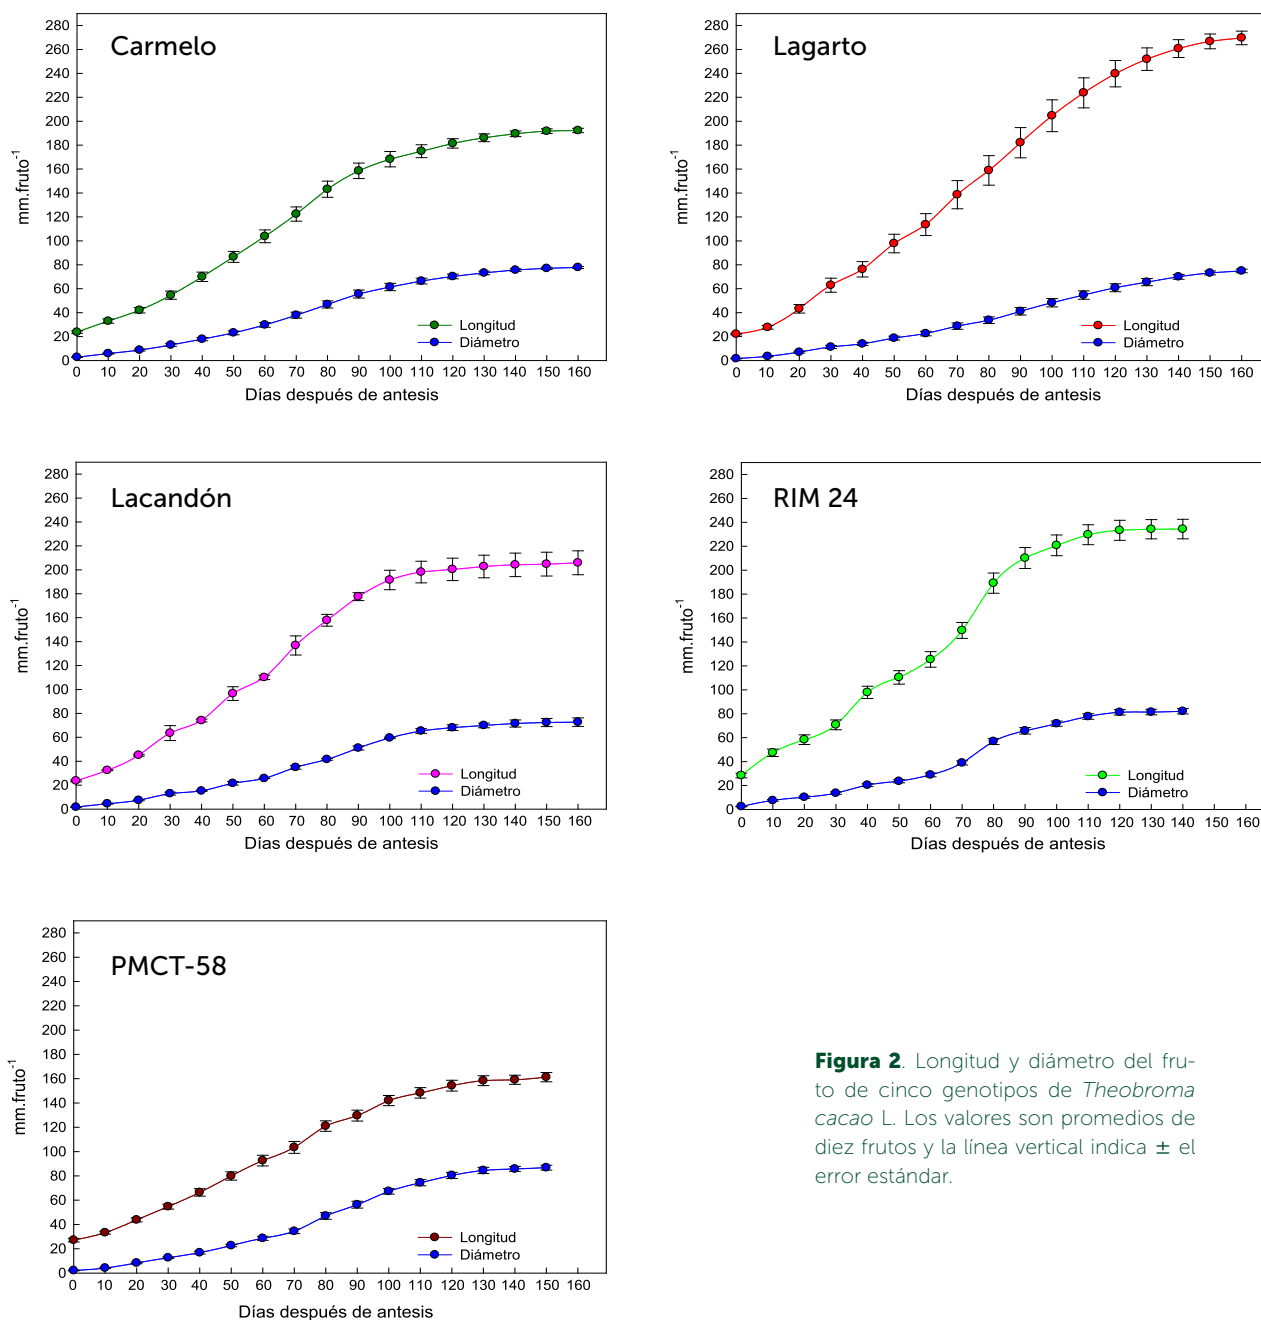 Carmelo
280
260
240
220
200
180
160
140
120
100
80
60
40
20
0
mm.fruto-1
Longitud
Diámetro
0 10 20 30 40 50 60 70 80 90 100 110 120 130 140 150 160
Días después de antesis
Lagarto
280
260
240
220
200
180
160
140
120
100
80
60
40
20
0
mm.fruto-1
Longitud
Diámetro
0 10 20 30 40 50 60 70 80 90 100 110 120 130 140 150 160
Días después de antesis
Lacandón
280
260
240
220
200
180
160
140
120
100
80
60
40
20
0
mm.fruto-1
Longitud
Diámetro
0 10 20 30 40 50 60 70 80 90 100 110 120 130 140 150 160
Días después de antesis
RIM 24
280
260
240
220
200
180
160
140
120
100
80
60
40
20
0
mm.fruto-1
Longitud
Diámetro
0 10 20 30 40 50 60 70 80 90 100 110 120 130 140 150 160
Días después de antesis
PMCT-58
280
260
240
220
200
180
160
140
120
100
80
60
40
20
0
mm.fruto-1
Longitud
Diámetro
0 10 20 30 40 50 60 70 80 90 100 110 120 130 140 150 160
Días después de antesis
Figura 2. Longitud y diámetro del fru-
to de cinco genotipos de Theobroma
cacao L. Los valores son promedios de
diez frutos y la línea vertical indica ± el
error estándar.